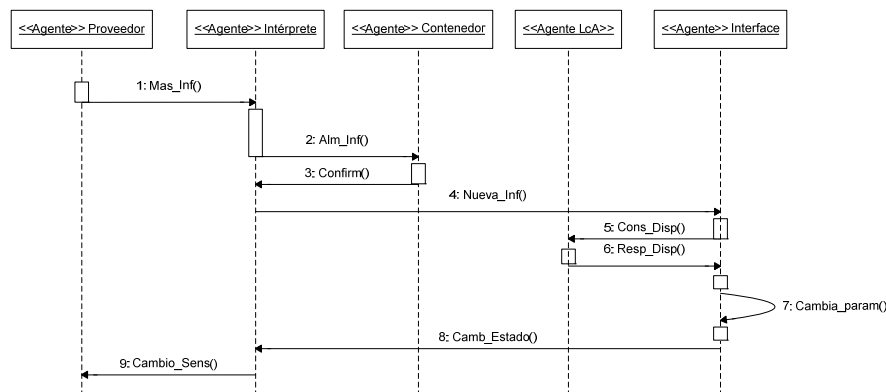 <<Agente>> Proveedor
<<Agente>> Intérprete
<<Agente>> Contenedor
<<Agente LcA>>
<<Agente>> Interface
1: Mas_Inf()
2: Alm_Inf()
3: Confirm()
4: Nueva_Inf()
5: Cons_Disp()
6: Resp_Disp()
7: Cambia_param()
8: Camb_Estado()
9: Cambio_Sens()